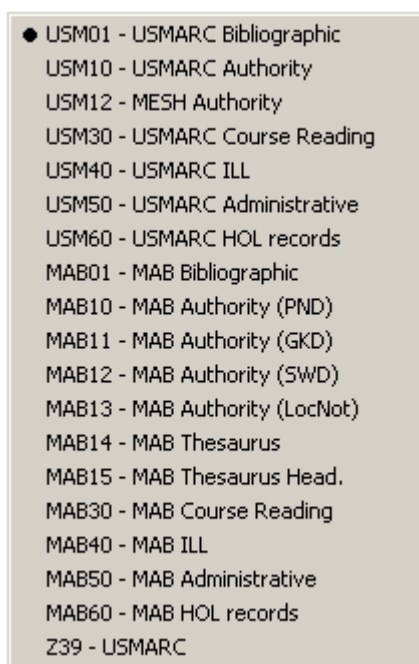 USM01 - USMARC Bibliographic
USM10 - USMARC Authority
USM12 - MESH Authority
USM30 - USMARC Course Reading
USM40 - USMARC ILL
USM50 - USMARC Administrative
USM60 - USMARC HOL records
MAB01 - MAB Bibliographic
MAB10 - MAB Authority (PND)
MAB11 - MAB Authority (GKD)
MAB12 - MAB Authority (SWD)
MAB13 - MAB Authority (LocNot)
MAB14 - MAB Thesaurus
MAB15 - MAB Thesaurus Head.
MAB30 - MAB Course Reading
MAB40 - MAB ILL
MAB50 - MAB Administrative
MAB60 - MAB HOL records
Z39 - USMARC